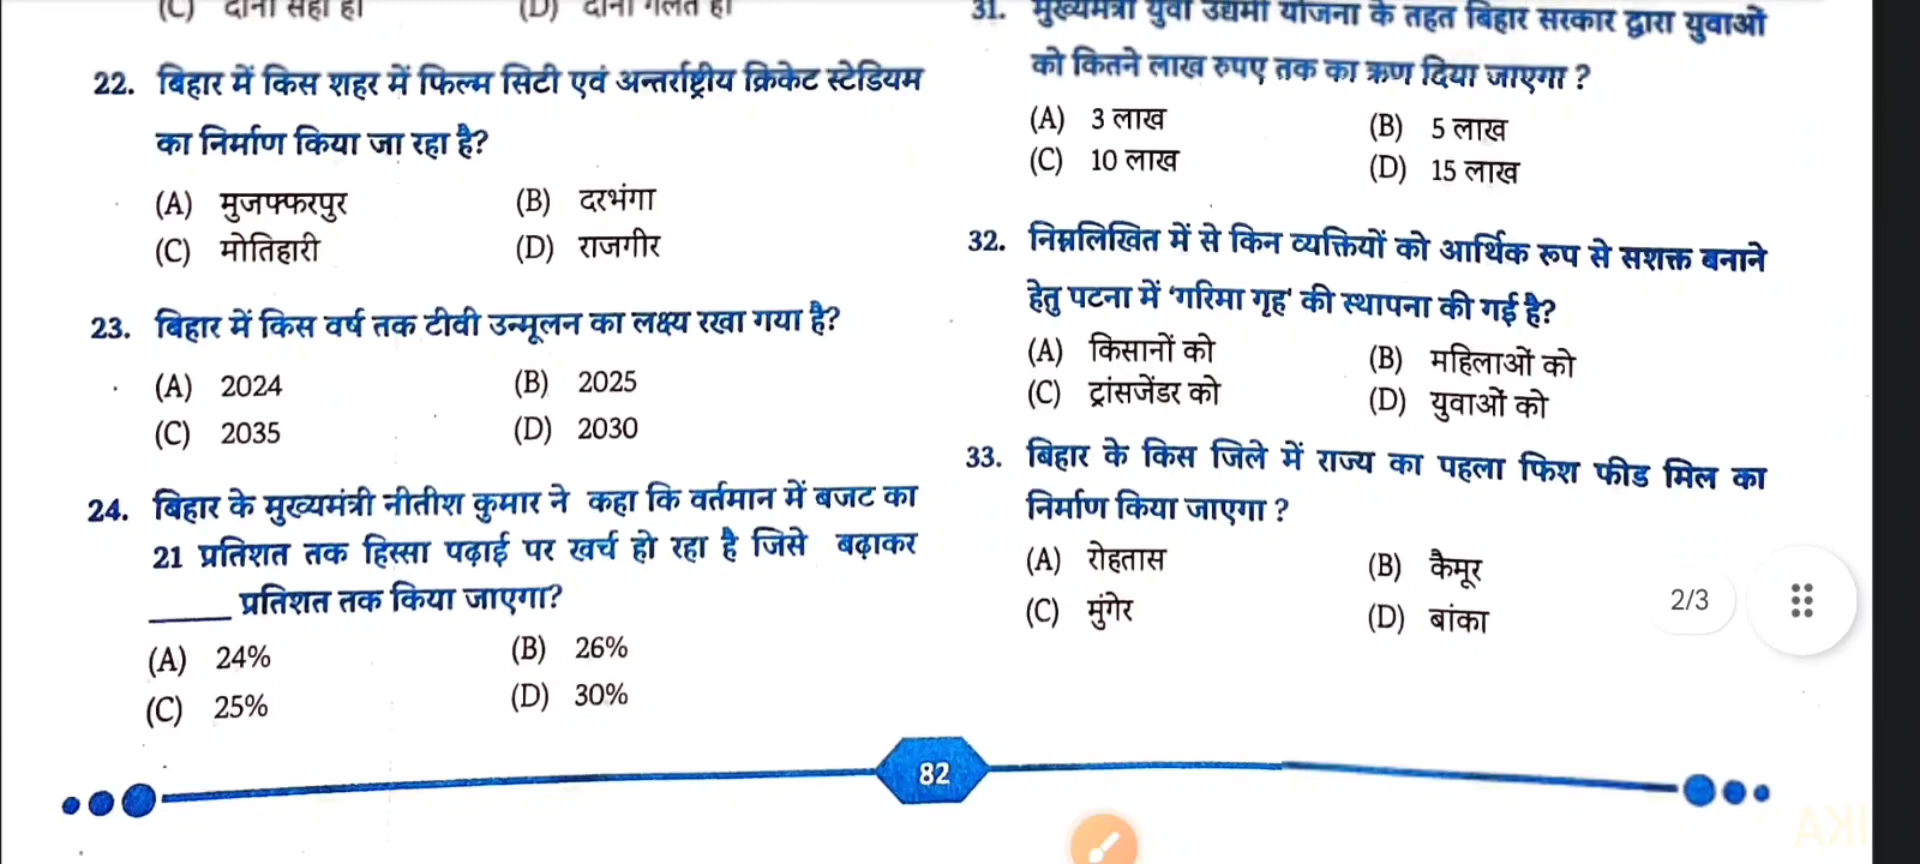 (C) दोनों सही हैं।
(D) दोनों गलत हैं।
22. बिहार में किस शहर में फिल्म सिटी एवं अन्तर्राष्ट्रीय क्रिकेट स्टेडियम
का निर्माण किया जा रहा है?
(A) मुजफ्फरपुर
(B) दरभंगा
(C) मोतिहारी
(D) राजगीर
23. बिहार में किस वर्ष तक टीवी उन्मूलन का लक्ष्य रखा गया है?
(A) 2024
(B) 2025
(C) 2035
(D) 2030
24. बिहार के मुख्यमंत्री नीतीश कुमार ने कहा कि वर्तमान में बजट का
21 प्रतिशत तक हिस्सा पढ़ाई पर खर्च हो रहा है जिसे बढ़ाकर
______ प्रतिशत तक किया जाएगा?
(A) 24%
(B) 26%
(C) 25%
(D) 30%
31. मुख्यमंत्री युवा उद्यमी योजना के तहत बिहार सरकार द्वारा युवाओं
को कितने लाख रुपए तक का ऋण दिया जाएगा ?
(A) 3 लाख
(B) 5 लाख
(C) 10 लाख
(D) 15 लाख
32. निम्नलिखित में से किन व्यक्तियों को आर्थिक रूप से सशक्त बनाने
हेतु पटना में ‘गरिमा गृह’ की स्थापना की गई है?
(A) किसानों को
(B) महिलाओं को
(C) ट्रांसजेंडर को
(D) युवाओं को
33. बिहार के किस जिले में राज्य का पहला फिश फीड मिल का
निर्माण किया जाएगा ?
(A) रोहतास
(B) कैमूर
(C) मुंगेर
(D) बांका
2/3
82